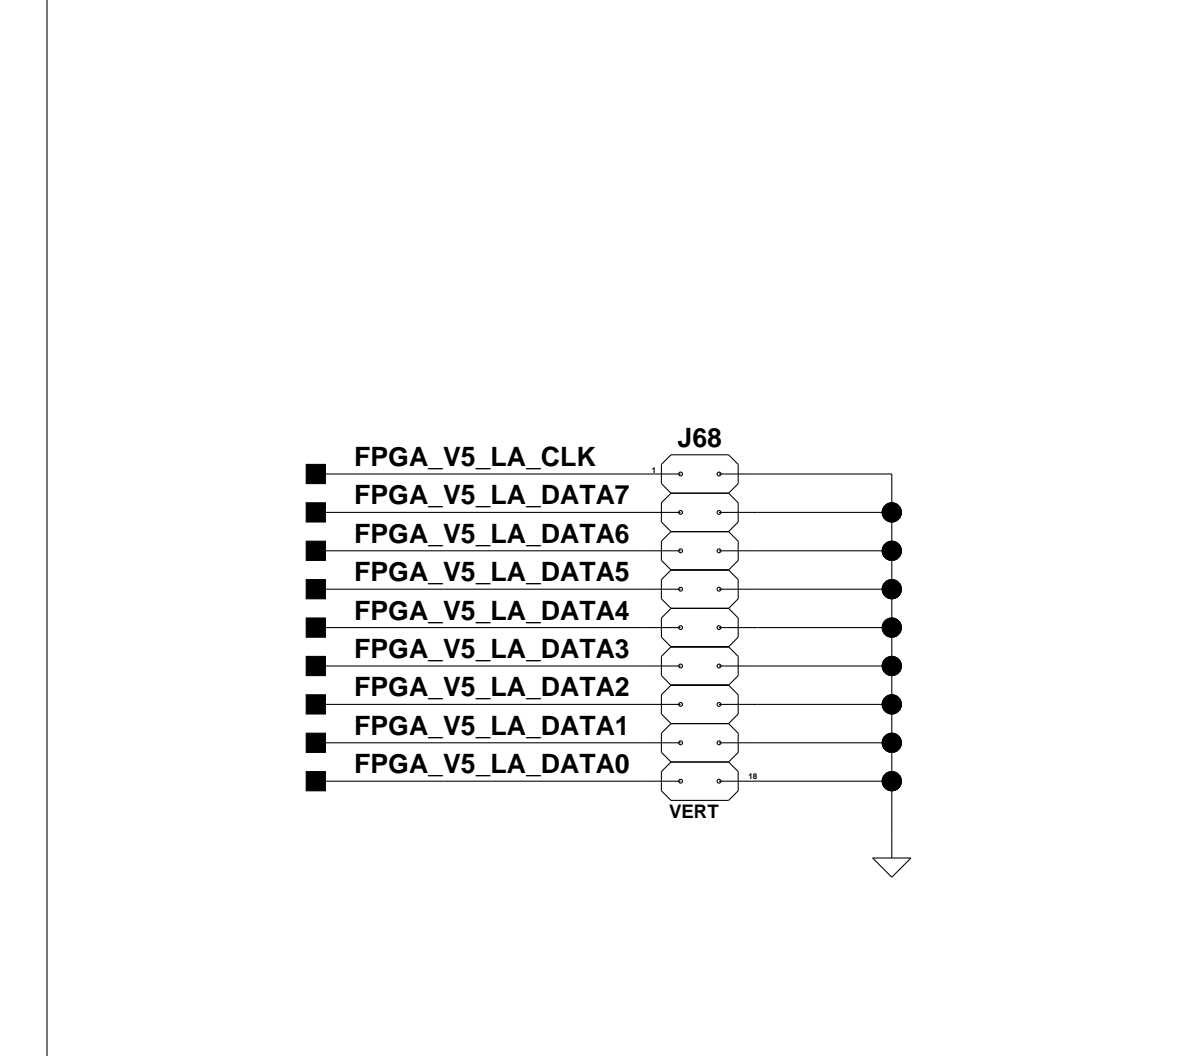 J68
FPGA_V5_LA_CLK
1
FPGA_V5_LA_DATA7
FPGA_V5_LA_DATA6
FPGA_V5_LA_DATA5
FPGA_V5_LA_DATA4
FPGA_V5_LA_DATA3
FPGA_V5_LA_DATA2
FPGA_V5_LA_DATA1
FPGA_V5_LA_DATA0
18
VERT